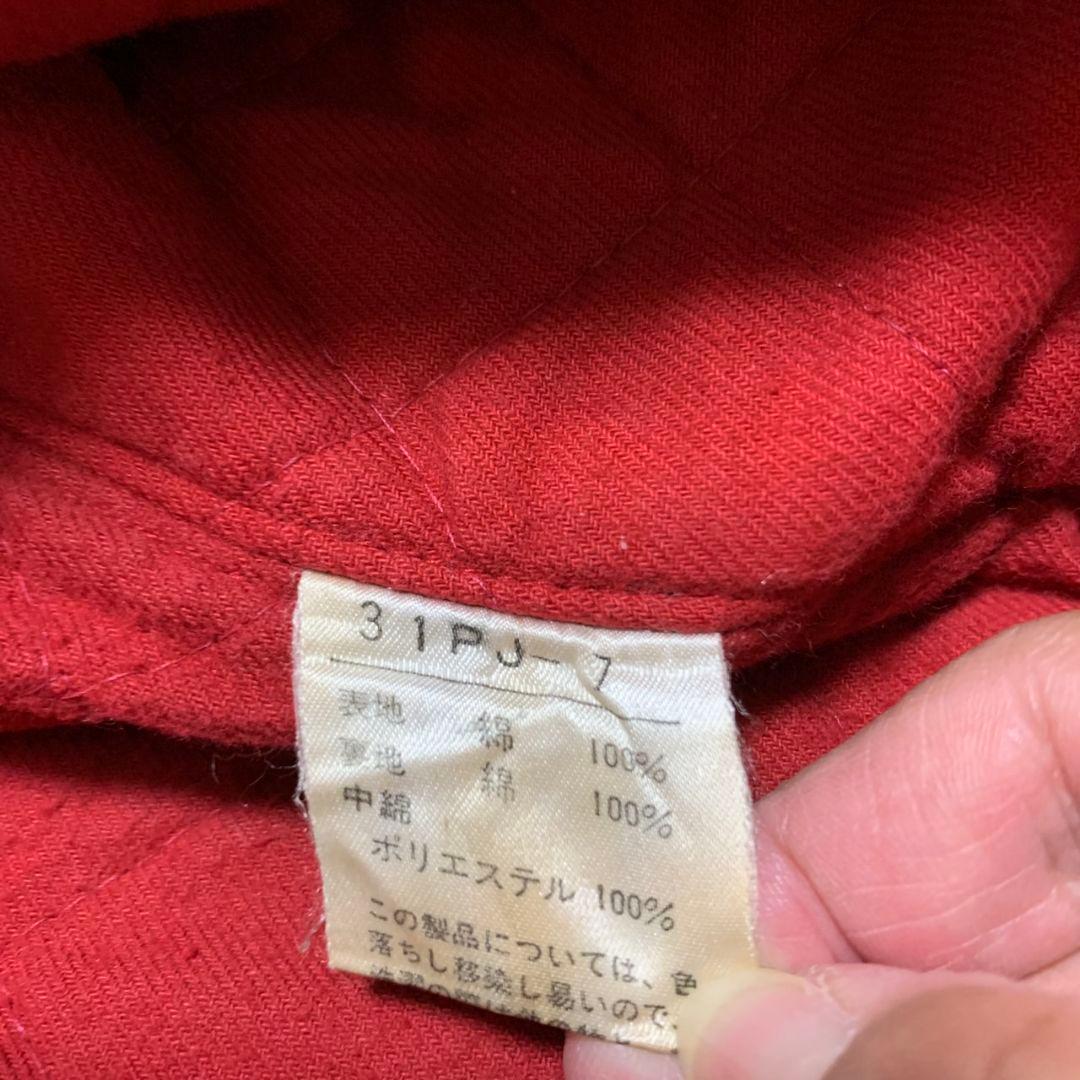 31PJ-7
表地 綿 100%
裏地 綿 100%
中綿
ポリエステル 100%
この製品については、色
落ちし移染し易いので、